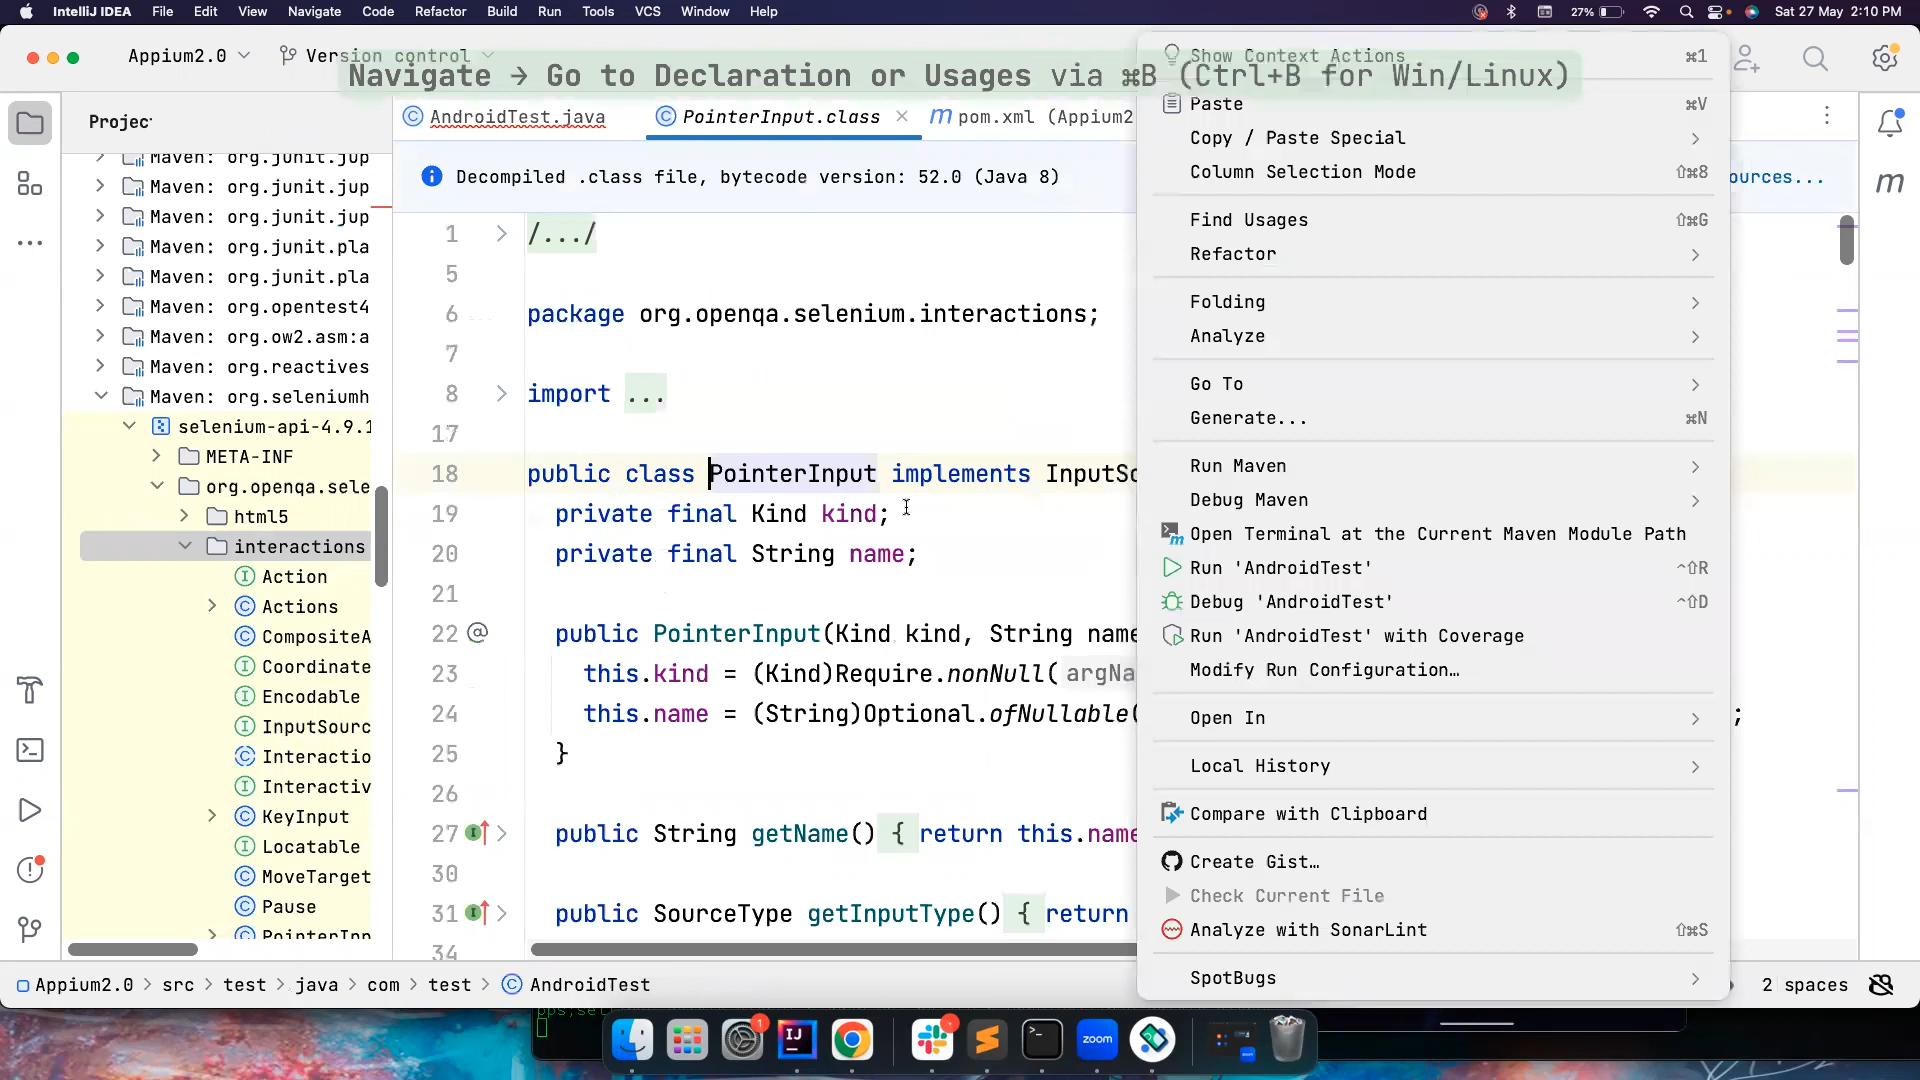 IntelliJ IDEA File Edit View Navigate Code Refactor Build Run Tools VCS Window Help 27% Sat 27 May 2:10 PM
Appium2.0 Version control
Show Context Actions ⌘1
Navigate → Go to Declaration or Usages via ⌘B (Ctrl+B for Win/Linux)
Projec
AndroidTest.java PointerInput.class × pom.xml (Appium2
Decompiled .class file, bytecode version: 52.0 (Java 8) ources...
Maven: org.junit.jup
Maven: org.junit.jup
Maven: org.junit.jup
Maven: org.junit.pla
Maven: org.junit.pla
Maven: org.opentest4
Maven: org.ow2.asm:a
Maven: org.reactives
Maven: org.seleniumh
selenium-api-4.9.1
META-INF
org.openqa.sele
html5
interactions
Action
Actions
CompositeA
Coordinate
Encodable
InputSourc
Interactio
Interactiv
KeyInput
Locatable
MoveTarget
Pause
PointerInp
1 /.../
5
6 package org.openqa.selenium.interactions;
7
8 import ...
17
18 public class PointerInput implements InputSo
19 private final Kind kind;
20 private final String name;
21
22 @ public PointerInput(Kind kind, String name
23 this.kind = (Kind)Require.nonNull( argNa
24 this.name = (String)Optional.ofNullable( ;
25 }
26
27 public String getName() { return this.name
30
31 public SourceType getInputType() { return
34
Paste ⌘V
Copy / Paste Special
Column Selection Mode ⇧⌘8
Find Usages ⇧⌘G
Refactor
Folding
Analyze
Go To
Generate... ⌘N
Run Maven
Debug Maven
Open Terminal at the Current Maven Module Path
Run 'AndroidTest' ⌃⇧R
Debug 'AndroidTest' ⌃⇧D
Run 'AndroidTest' with Coverage
Modify Run Configuration…
Open In
Local History
Compare with Clipboard
Create Gist…
Check Current File
Analyze with SonarLint ⇧⌘S
SpotBugs
Appium2.0 > src > test > java > com > test > AndroidTest 2 spaces
1
IJ
1
zoom